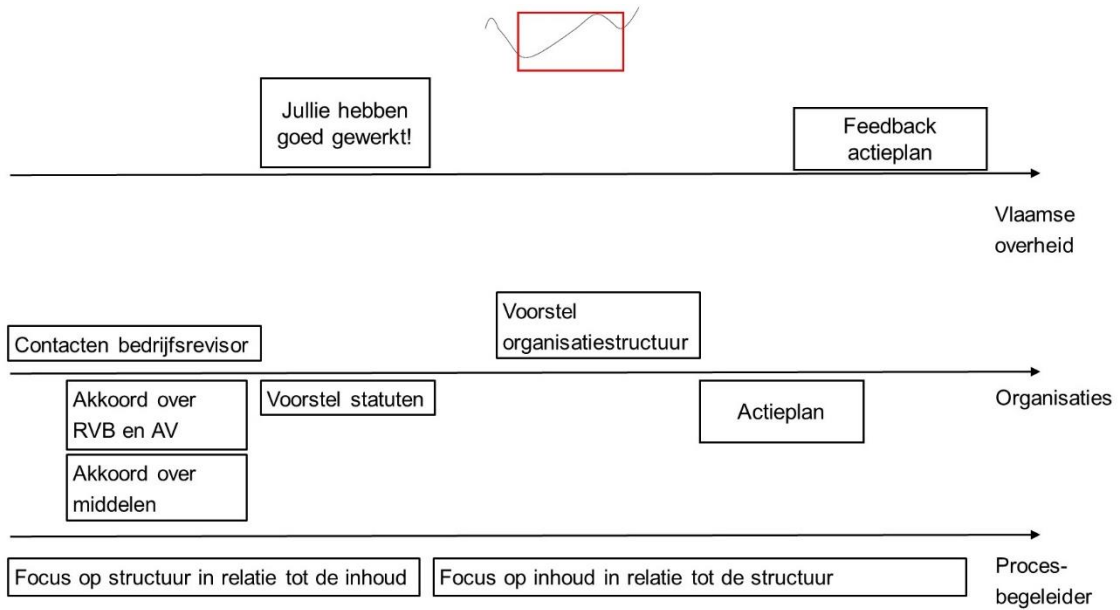 Jullie hebben
goed gewerkt!
Feedback
actieplan
Vlaamse
overheid
Voorstel
organisatiestructuur
Contacten bedrijfsrevisor
Organisaties
Akkoord over
RVB en AV
Voorstel statuten
Actieplan
Akkoord over
middelen
Focus op structuur in relatie tot de inhoud
Focus op inhoud in relatie tot de structuur
Proces-
begeleider